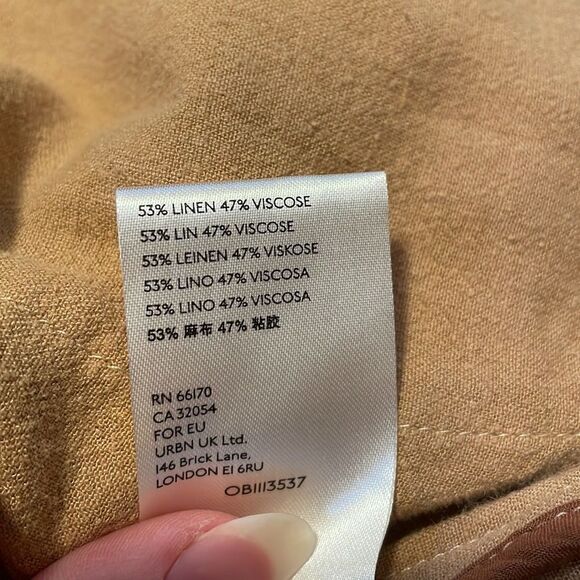 53% LINEN 47% VISCOSE
53% LIN 47% VISCOSE
53% LEINEN 47% VISKOSE
53% LINO 47% VISCOSA
53% LINO 47% VISCOSA
53% 麻布 47% 粘胶
RN 66170
CA 32054
FOR EU
URBN UK Ltd.
146 Brick Lane,
LONDON E1 6RU
OB1113537